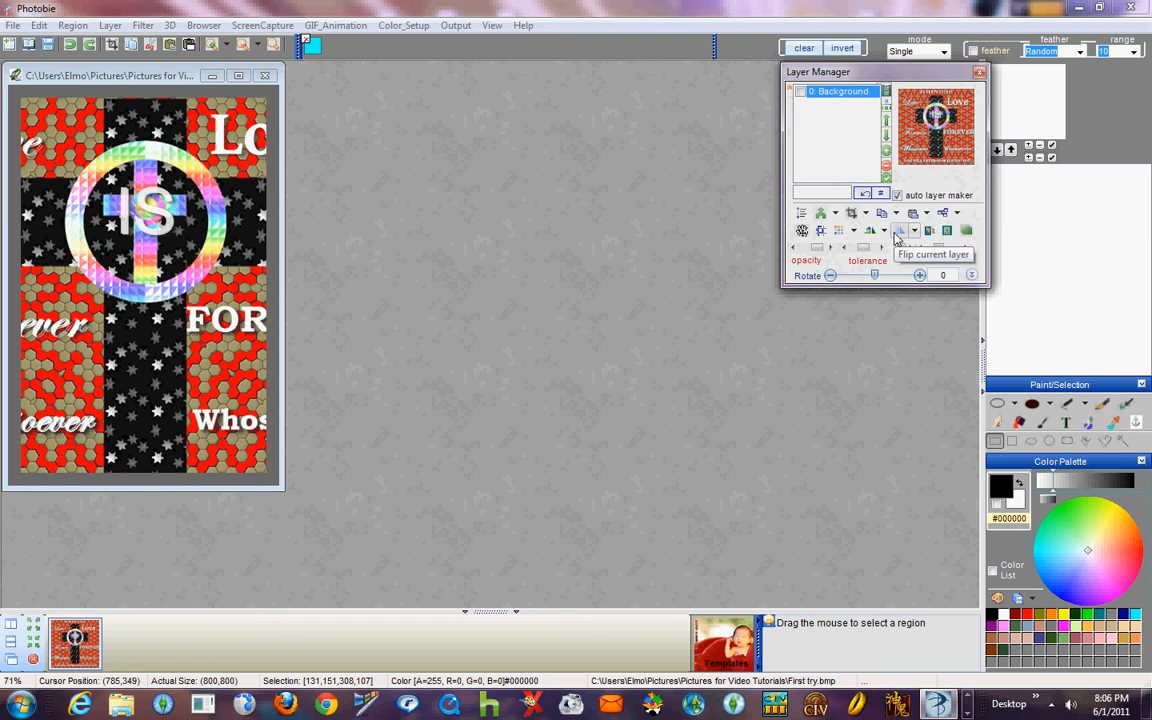 Photobie
File Edit Region Layer Filter 3D Browser ScreenCapture GIF_Animation Color_Setup Output View Help
clear invert mode Single feather feather Random range 10
C:\Users\Elmo\Pictures\Pictures for Vi...
Layer Manager
0: Background
Love
FOREVER
auto layer maker
Flip current layer
opacity tolerance
Rotate 0
LO
IS
ever FOR
oever Whos
Paint/Selection
Color Palette
#000000
Color List
Templates
Drag the mouse to select a region
71% Cursor Position: (785,349) Actual Size: (800,800) Selection: [131,151,308,107] Color [A=255, R=0, G=0, B=0]#000000 C:\Users\Elmo\Pictures\Pictures for Video Tutorials\First try.bmp ...
Desktop
8:06 PM
6/1/2011
CIV